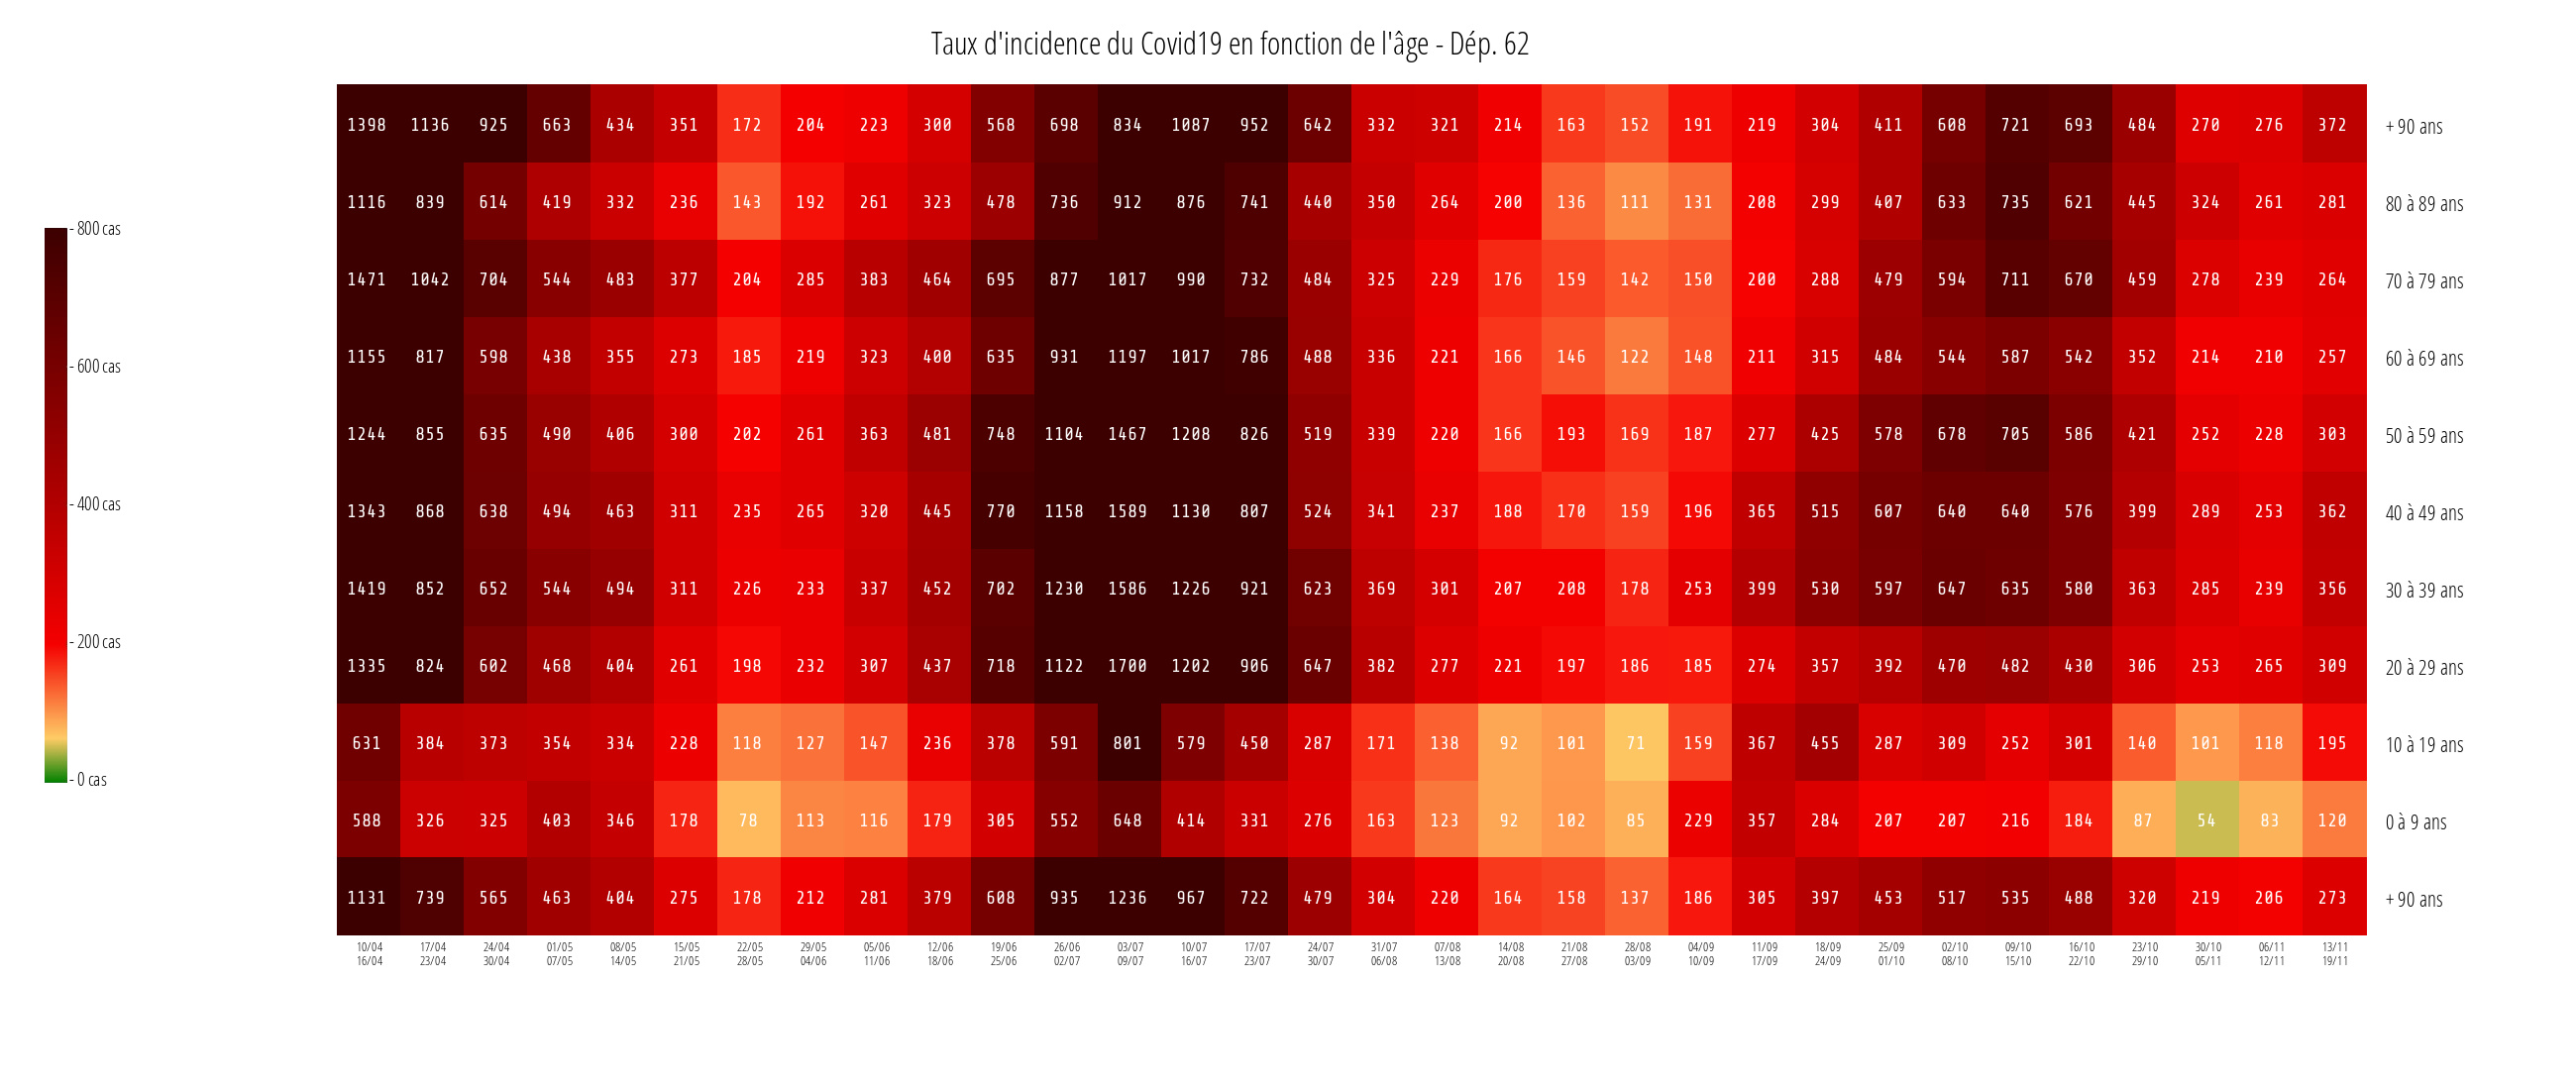 Taux d'incidence du Covid19 en fonction de l'âge - Dép. 62
1398 1136 925 663 434 351 172 204 223 300 568 698 834 1087 952 642 332 321 214 163 152 191 219 304 411 608 721 693 484 270 276 372 + 90 ans
1116 839 614 419 332 236 143 192 261 323 478 736 912 876 741 440 350 264 200 136 111 131 208 299 407 633 735 621 445 324 261 281 80 à 89 ans
- 800 cas
1471 1042 704 544 483 377 204 285 383 464 695 877 1017 990 732 484 325 229 176 159 142 150 200 288 479 594 711 670 459 278 239 264 70 à 79 ans
1155 817 598 438 355 273 185 219 323 400 635 931 1197 1017 786 488 336 221 166 146 122 148 211 315 484 544 587 542 352 214 210 257 60 à 69 ans
- 600 cas
1244 855 635 490 406 300 202 261 363 481 748 1104 1467 1208 826 519 339 220 166 193 169 187 277 425 578 678 705 586 421 252 228 303 50 à 59 ans
- 400 cas
1343 868 638 494 463 311 235 265 320 445 770 1158 1589 1130 807 524 341 237 188 170 159 196 365 515 607 640 640 576 399 289 253 362 40 à 49 ans
1419 852 652 544 494 311 226 233 337 452 702 1230 1586 1226 921 623 369 301 207 208 178 253 399 530 597 647 635 580 363 285 239 356 30 à 39 ans
- 200 cas
1335 824 602 468 404 261 198 232 307 437 718 1122 1700 1202 906 647 382 277 221 197 186 185 274 357 392 470 482 430 306 253 265 309 20 à 29 ans
631 384 373 354 334 228 118 127 147 236 378 591 801 579 450 287 171 138 92 101 71 159 367 455 287 309 252 301 140 101 118 195 10 à 19 ans
- 0 cas
588 326 325 403 346 178 78 113 116 179 305 552 648 414 331 276 163 123 92 102 85 229 357 284 207 207 216 184 87 54 83 120 0 à 9 ans
1131 739 565 463 404 275 178 212 281 379 608 935 1236 967 722 479 304 220 164 158 137 186 305 397 453 517 535 488 320 219 206 273 + 90 ans
10/04 17/04 24/04 01/05 08/05 15/05 22/05 29/05 05/06 12/06 19/06 26/06 03/07 10/07 17/07 24/07 31/07 07/08 14/08 21/08 28/08 04/09 11/09 18/09 25/09 02/10 09/10 16/10 23/10 30/10 06/11 13/11
16/04 23/04 30/04 07/05 14/05 21/05 28/05 04/06 11/06 18/06 25/06 02/07 09/07 16/07 23/07 30/07 06/08 13/08 20/08 27/08 03/09 10/09 17/09 24/09 01/10 08/10 15/10 22/10 29/10 05/11 12/11 19/11